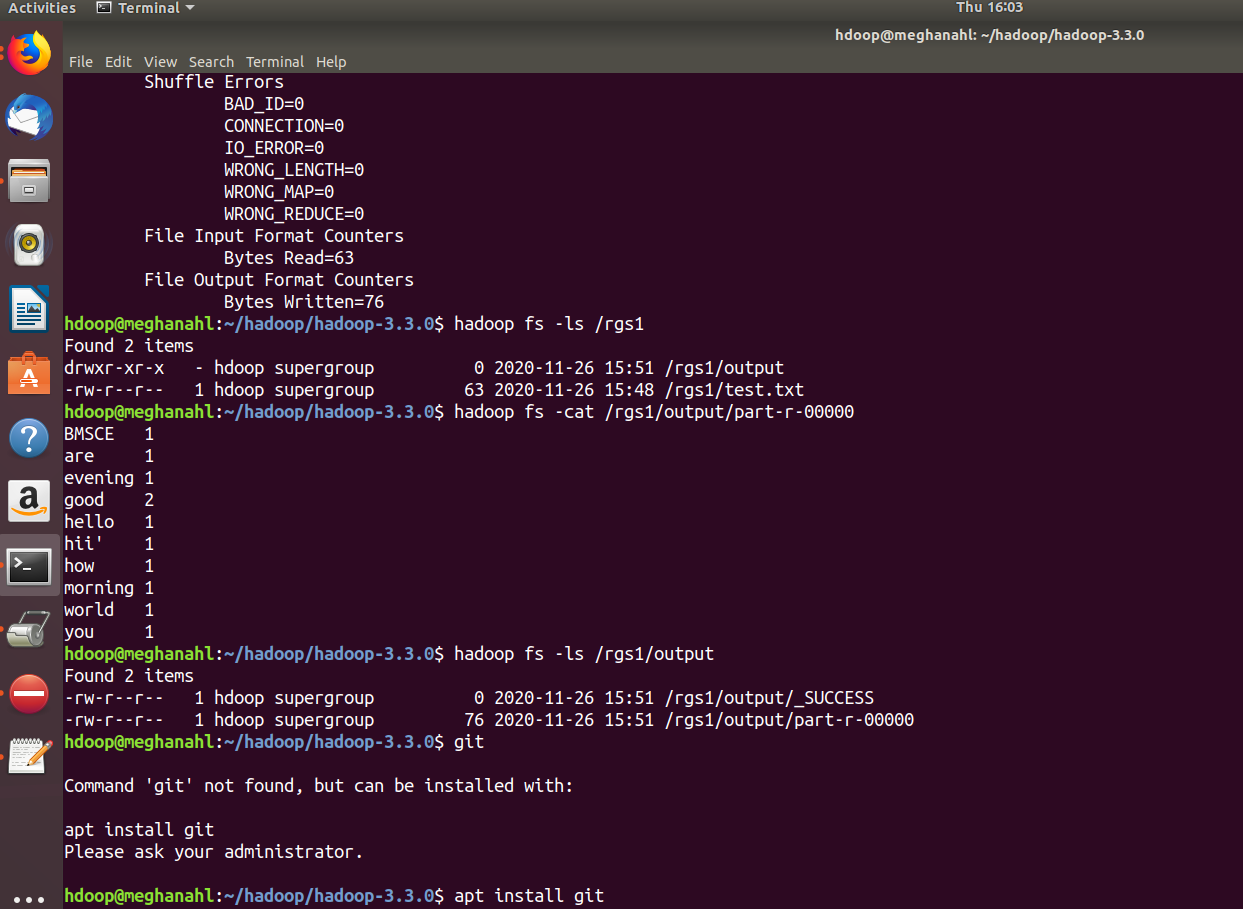 Activities Terminal Thu 16:03
hdoop@meghanahl: ~/hadoop/hadoop-3.3.0
File Edit View Search Terminal Help
Shuffle Errors
BAD_ID=0
CONNECTION=0
IO_ERROR=0
WRONG_LENGTH=0
WRONG_MAP=0
WRONG_REDUCE=0
File Input Format Counters
Bytes Read=63
File Output Format Counters
Bytes Written=76
hdoop@meghanahl:~/hadoop/hadoop-3.3.0$ hadoop fs -ls /rgs1
Found 2 items
drwxr-xr-x   - hdoop supergroup          0 2020-11-26 15:51 /rgs1/output
-rw-r--r--   1 hdoop supergroup         63 2020-11-26 15:48 /rgs1/test.txt
hdoop@meghanahl:~/hadoop/hadoop-3.3.0$ hadoop fs -cat /rgs1/output/part-r-00000
BMSCE   1
are     1
evening 1
good    2
hello   1
hii'    1
how     1
morning 1
world   1
you     1
hdoop@meghanahl:~/hadoop/hadoop-3.3.0$ hadoop fs -ls /rgs1/output
Found 2 items
-rw-r--r--   1 hdoop supergroup          0 2020-11-26 15:51 /rgs1/output/_SUCCESS
-rw-r--r--   1 hdoop supergroup         76 2020-11-26 15:51 /rgs1/output/part-r-00000
hdoop@meghanahl:~/hadoop/hadoop-3.3.0$ git
Command 'git' not found, but can be installed with:
apt install git
Please ask your administrator.
hdoop@meghanahl:~/hadoop/hadoop-3.3.0$ apt install git